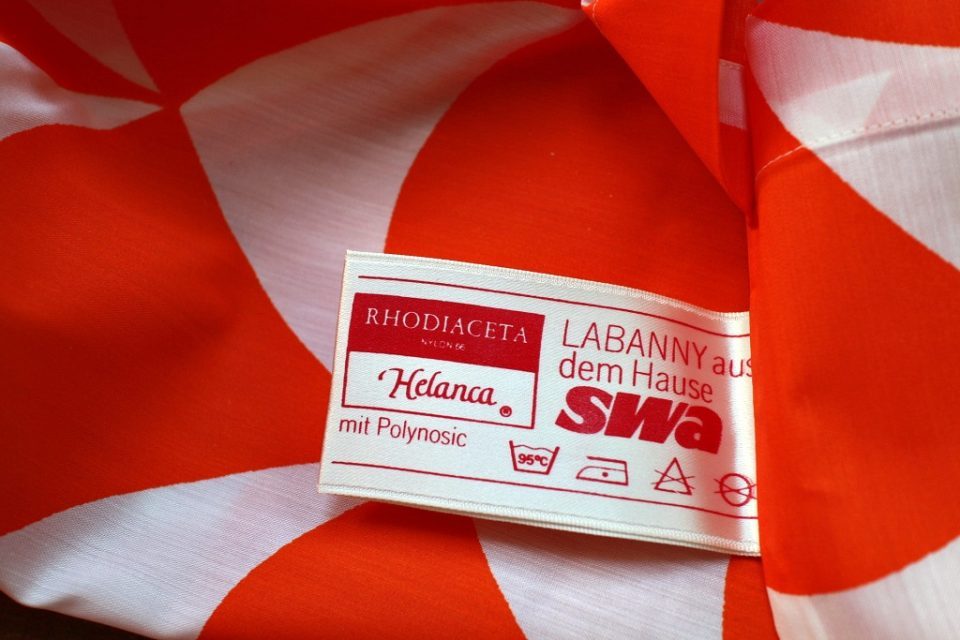 RHODIACETA
NYLON 66
Helanca ®
mit Polynosic
LABANNY aus
dem Hause
swa
95°C